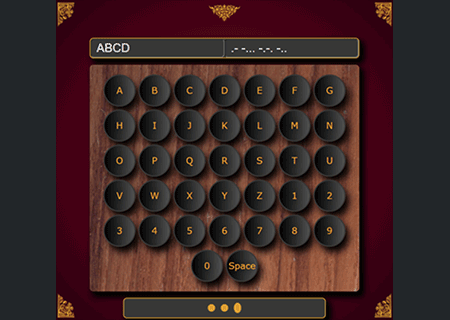 ABCD .- -... -.-. -..
A B C D E F G
H I J K L M N
O P Q R S T U
V W X Y Z 1 2
3 4 5 6 7 8 9
0 Space